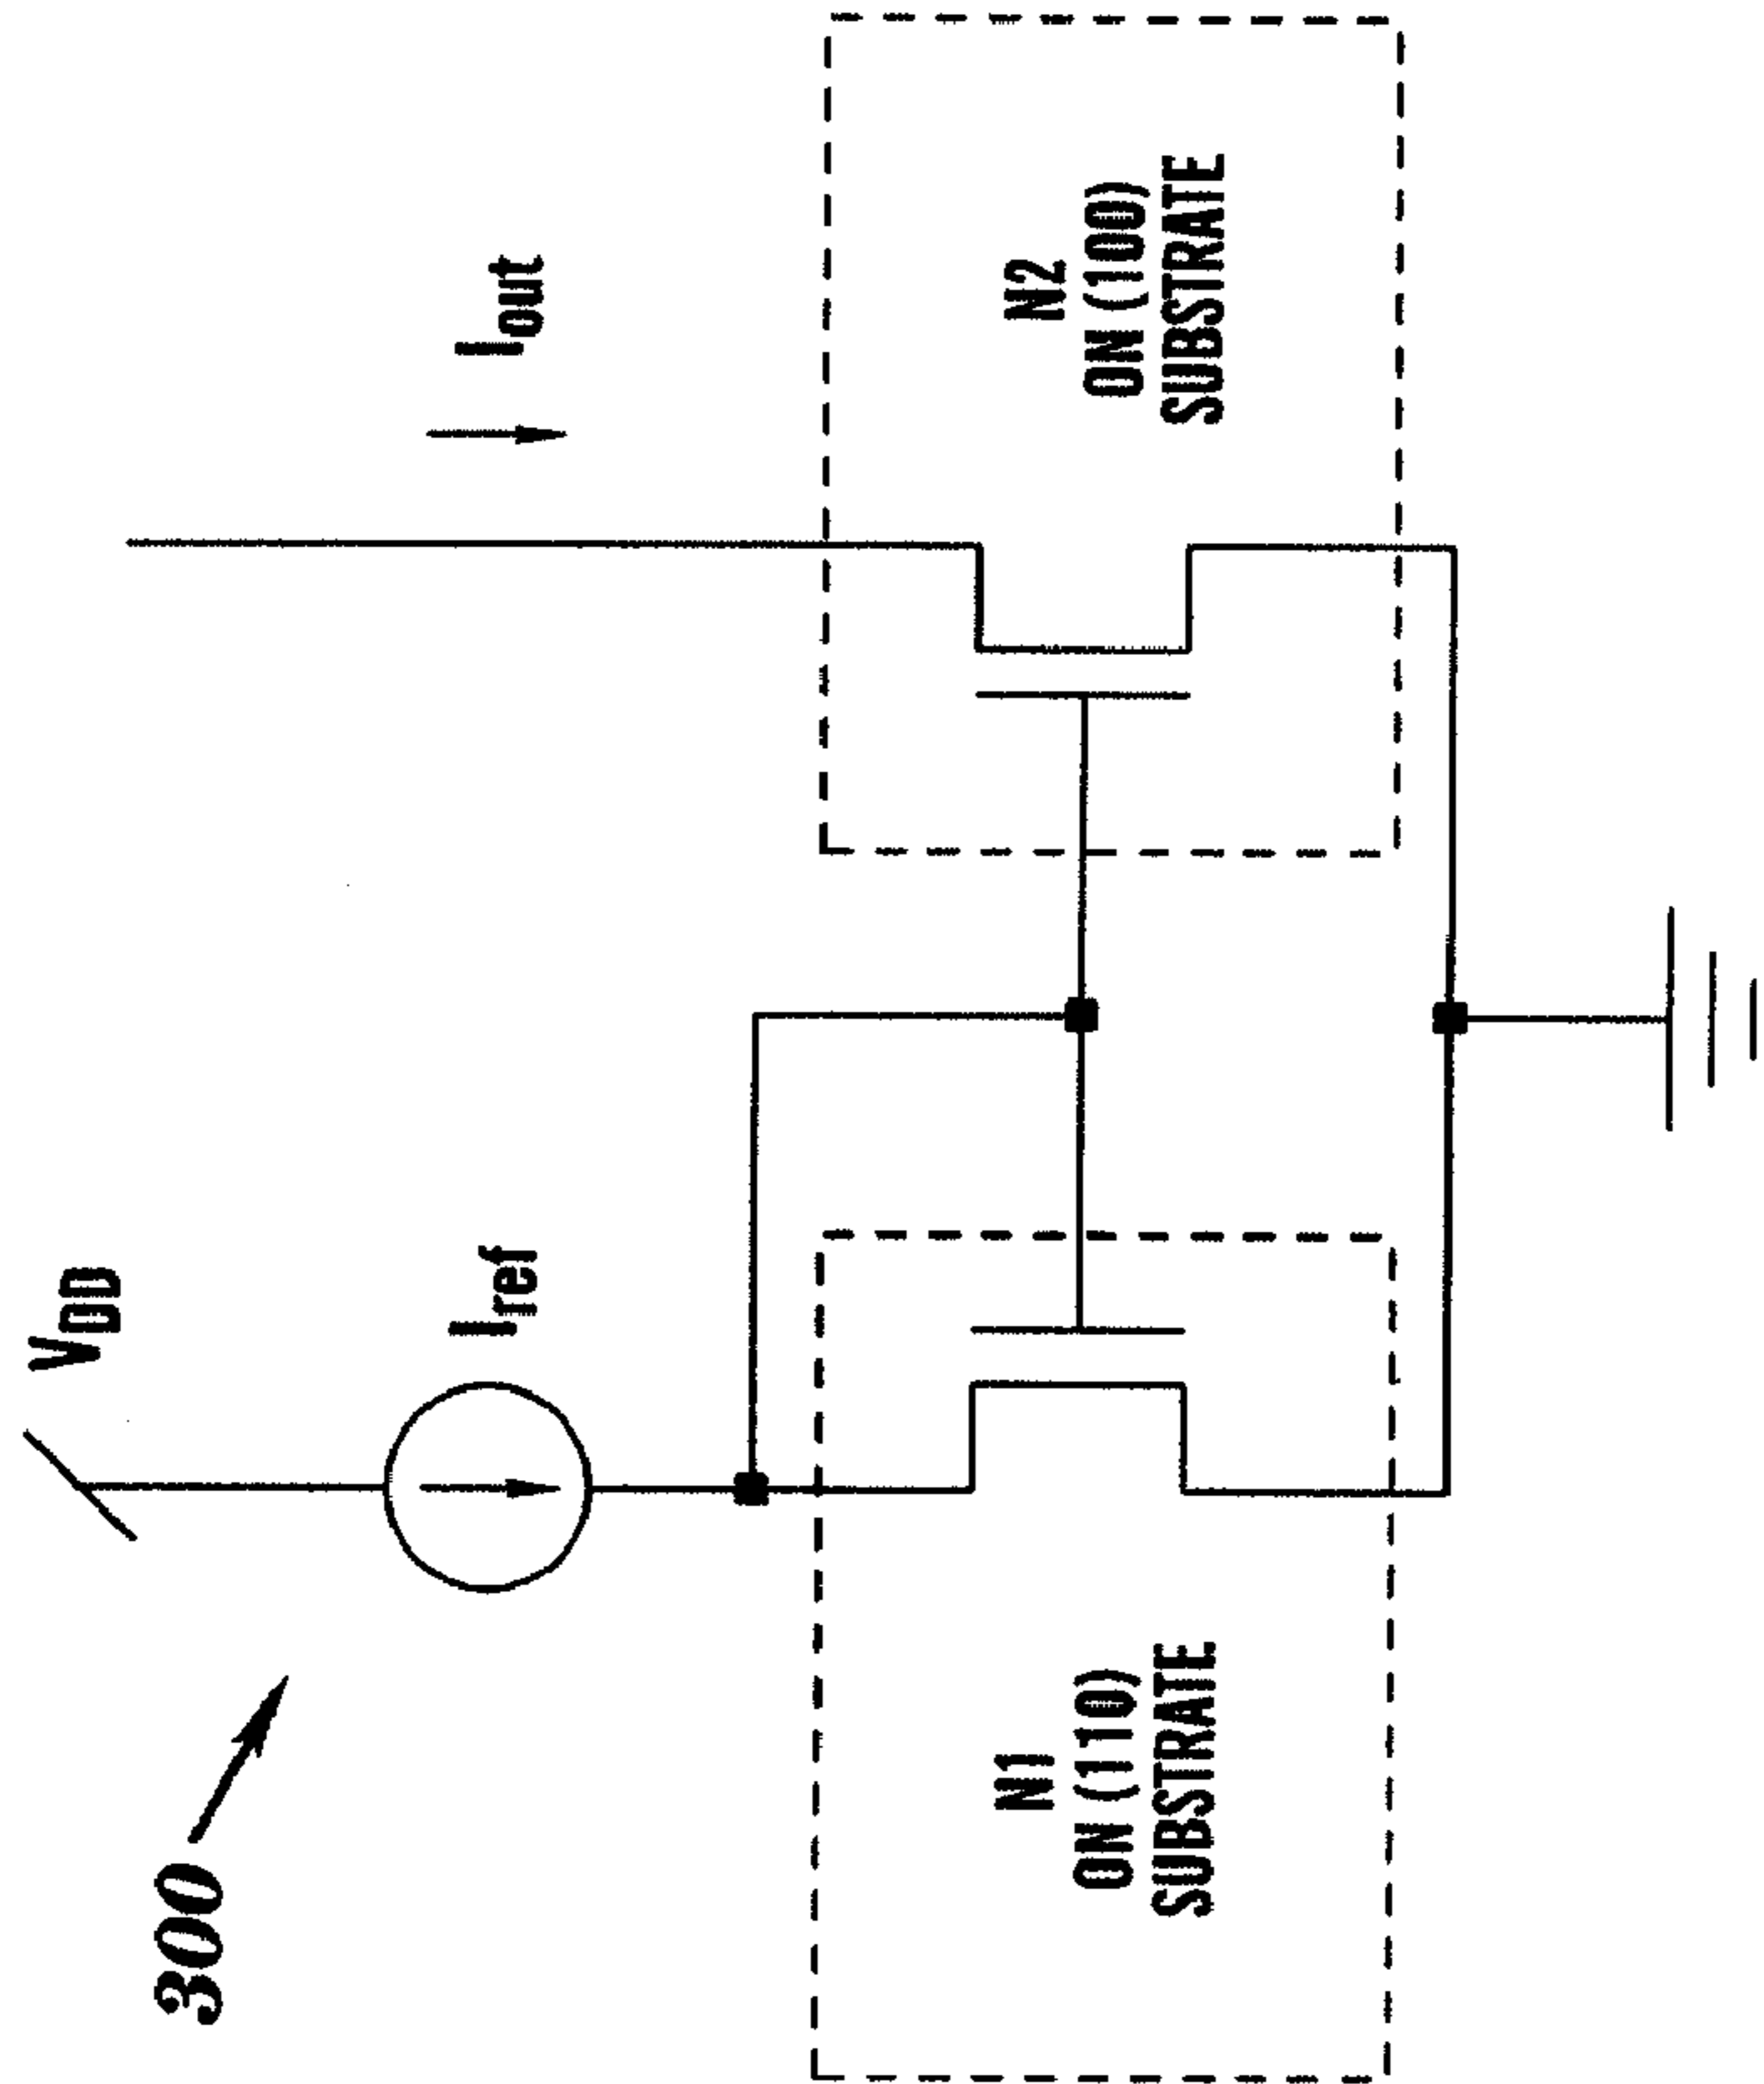 300
V_DD
I_ref
I_out
N1
ON (110)
SUBSTRATE
N2
ON (100)
SUBSTRATE